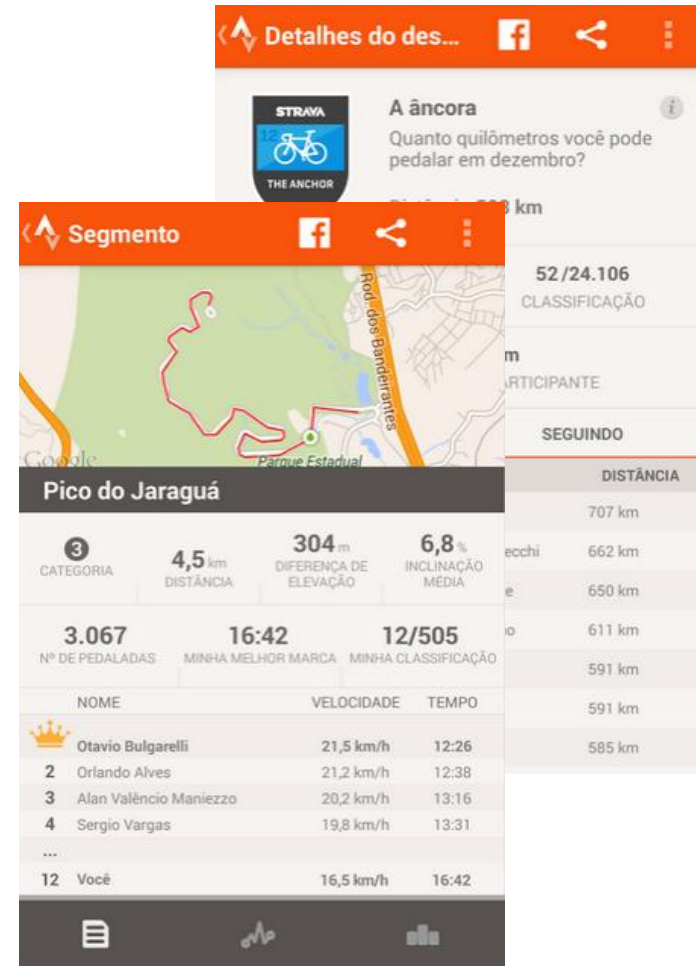 Detalhes do des...
STRAVA
12
THE ANCHOR
A âncora
Quanto quilômetros você pode
pedalar em dezembro?
km
52/24.106
CLASSIFICAÇÃO
m
SEGUINDO
DISTÂNCIA
707 km
ecchi 662 km
e 650 km
o 611 km
591 km
591 km
585 km
Segmento
Rod. dos Bandeirantes
Google
Parque Estadual
Pico do Jaraguá
3
CATEGORIA
4,5 km
DISTÂNCIA
304 m
DIFERENÇA DE
ELEVAÇÃO
6,8 %
INCLINAÇÃO
MÉDIA
3.067
Nº DE PEDALADAS
16:42
MINHA MELHOR MARCA
12/505
MINHA CLASSIFICAÇÃO
NOME VELOCIDADE TEMPO
Otavio Bulgarelli 21,5 km/h 12:26
2 Orlando Alves 21,2 km/h 12:38
3 Alan Valêncio Maniezzo 20,2 km/h 13:16
4 Sergio Vargas 19,8 km/h 13:31
...
12 Você 16,5 km/h 16:42